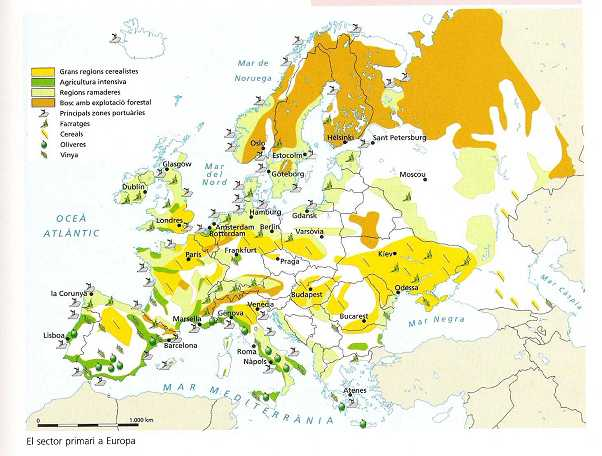 Grans regions cerealistes
Agricultura intensiva
Regions ramaderes
Bosc amb explotació forestal
Principals zones portuàries
Farratges
Cereals
Oliveres
Vinya
Mar de
Noruega
Hèlsinki
Sant Petersburg
Oslo
Estocolm
Göteborg
Moscou
Glasgow
Mar
del
Nord
Dublín
Hamburg
Gdansk
Londres
Amsterdam
Rotterdam
Berlín
Varsòvia
OCEÀ
ATLÀNTIC
París
Frankfurt
Praga
Kíev
Budapest
Odessa
Mar Càspia
la Corunya
Venècia
Bucarest
Marsella
Gènova
Mar Negra
Lisboa
Barcelona
Roma
Nàpols
Atenes
MAR MEDITERRÀNIA
0
1.000 km
El sector primari a Europa